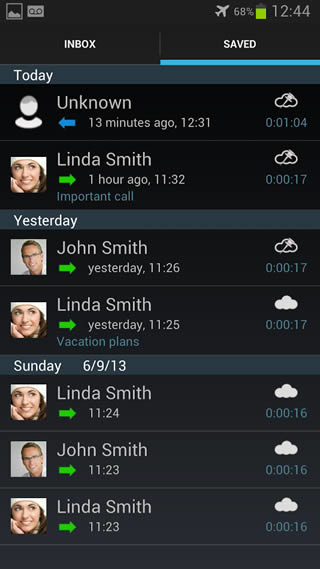 68% 12:44
INBOX SAVED
Today
Unknown
13 minutes ago, 12:31 0:01:04
Linda Smith
1 hour ago, 11:32 0:00:17
Important call
Yesterday
John Smith
yesterday, 11:26 0:00:17
Linda Smith
yesterday, 11:25 0:00:17
Vacation plans
Sunday 6/9/13
Linda Smith
11:24 0:00:16
John Smith
11:23 0:00:16
Linda Smith
11:23 0:00:16